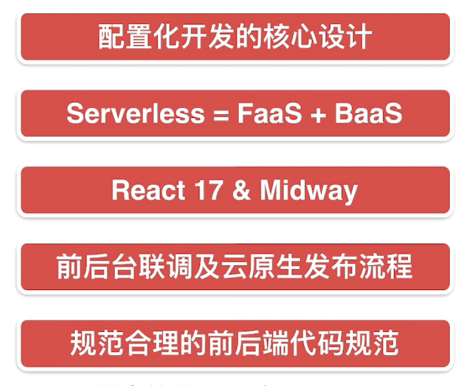 配置化开发的核心设计
Serverless = FaaS + BaaS
React 17 & Midway
前后台联调及云原生发布流程
规范合理的前后端代码规范